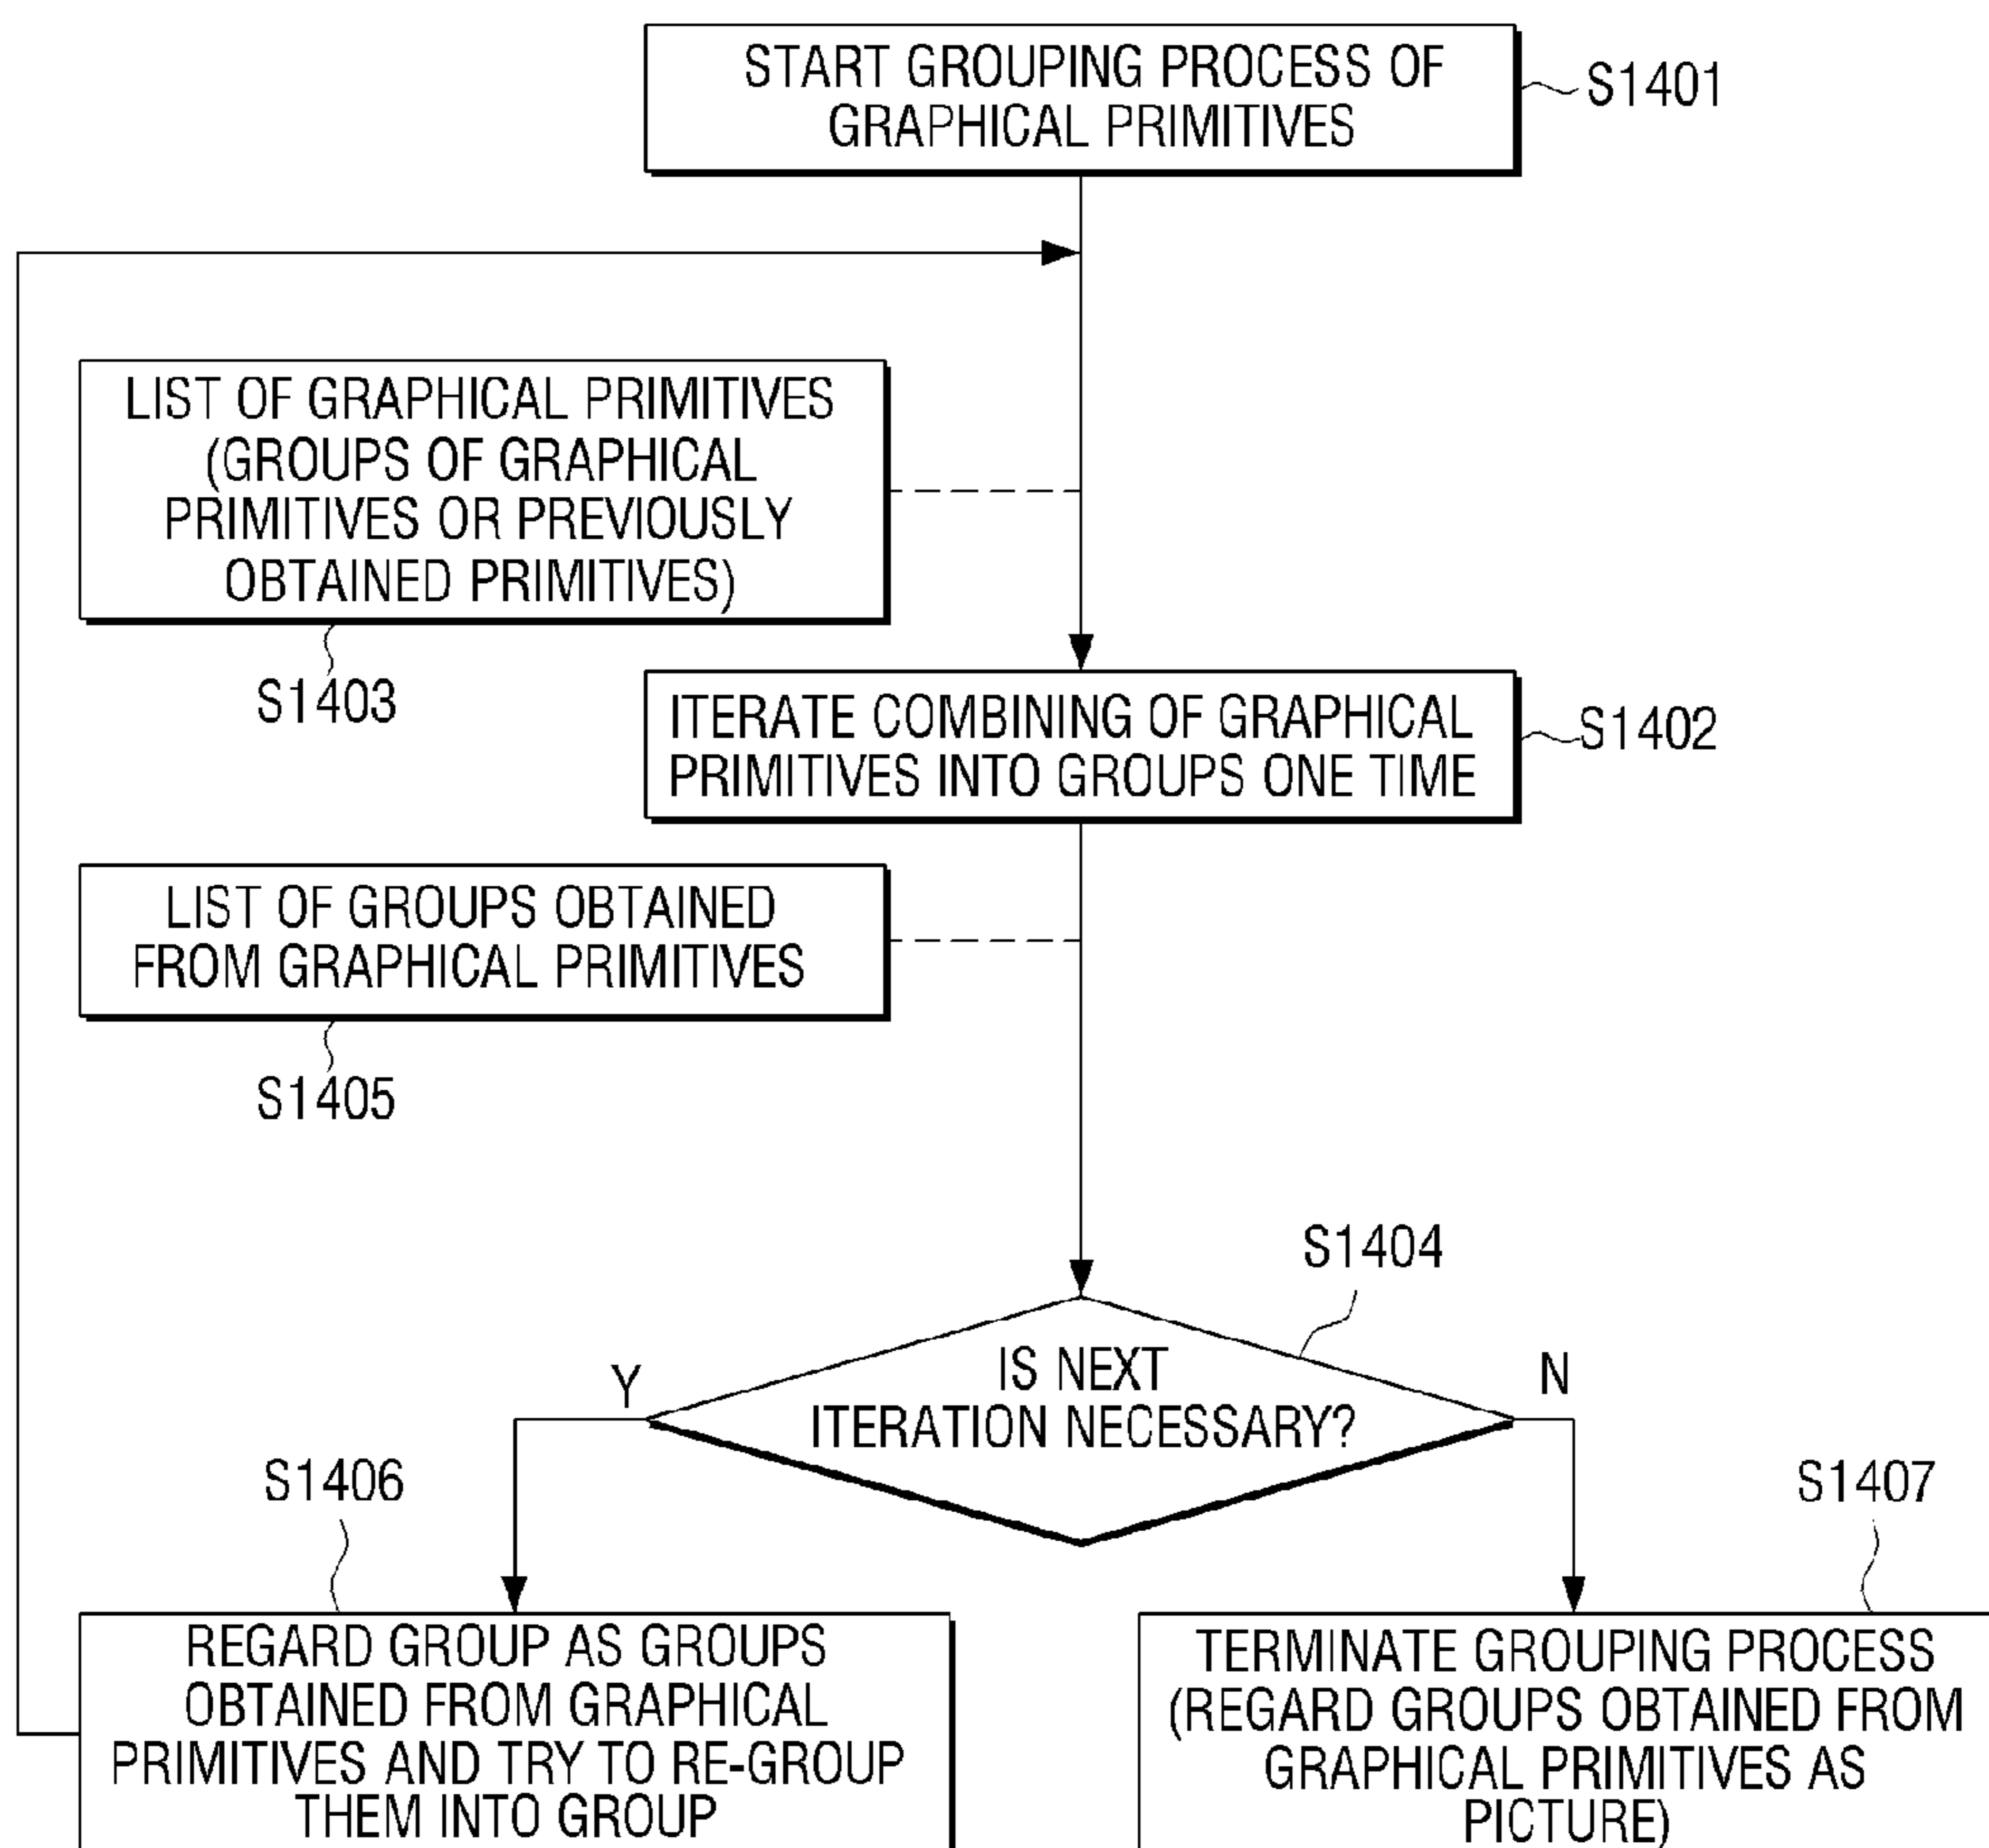 START GROUPING PROCESS OF
GRAPHICAL PRIMITIVES
S1401
LIST OF GRAPHICAL PRIMITIVES
(GROUPS OF GRAPHICAL
PRIMITIVES OR PREVIOUSLY
OBTAINED PRIMITIVES)
S1403
ITERATE COMBINING OF GRAPHICAL
PRIMITIVES INTO GROUPS ONE TIME
S1402
LIST OF GROUPS OBTAINED
FROM GRAPHICAL PRIMITIVES
S1405
S1404
IS NEXT
ITERATION NECESSARY?
Y
N
S1406
S1407
REGARD GROUP AS GROUPS
OBTAINED FROM GRAPHICAL
PRIMITIVES AND TRY TO RE-GROUP
THEM INTO GROUP
TERMINATE GROUPING PROCESS
(REGARD GROUPS OBTAINED FROM
GRAPHICAL PRIMITIVES AS
PICTURE)